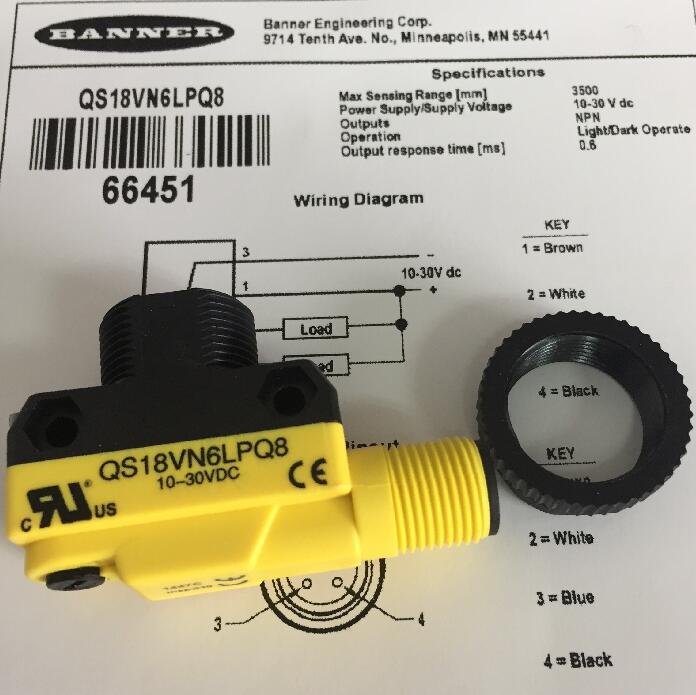 BANNER
Banner Engineering Corp.
9714 Tenth Ave. No., Minneapolis, MN 55441
Specifications
QS18VN6LPQ8
66451
Max Sensing Range [mm] 3500
Power Supply/Supply Voltage 10-30 V dc
Outputs NPN
Operation Light/Dark Operate
Output response time [ms] 0.6
Wiring Diagram
KEY
1 = Brown
2 = White
4 = Black
3
−
10-30V dc
1
+
Load
QS18VN6LPQ8
10-30VDC
C US
CE
KEY
2 = White
3 = Blue
4 = Black
3
4